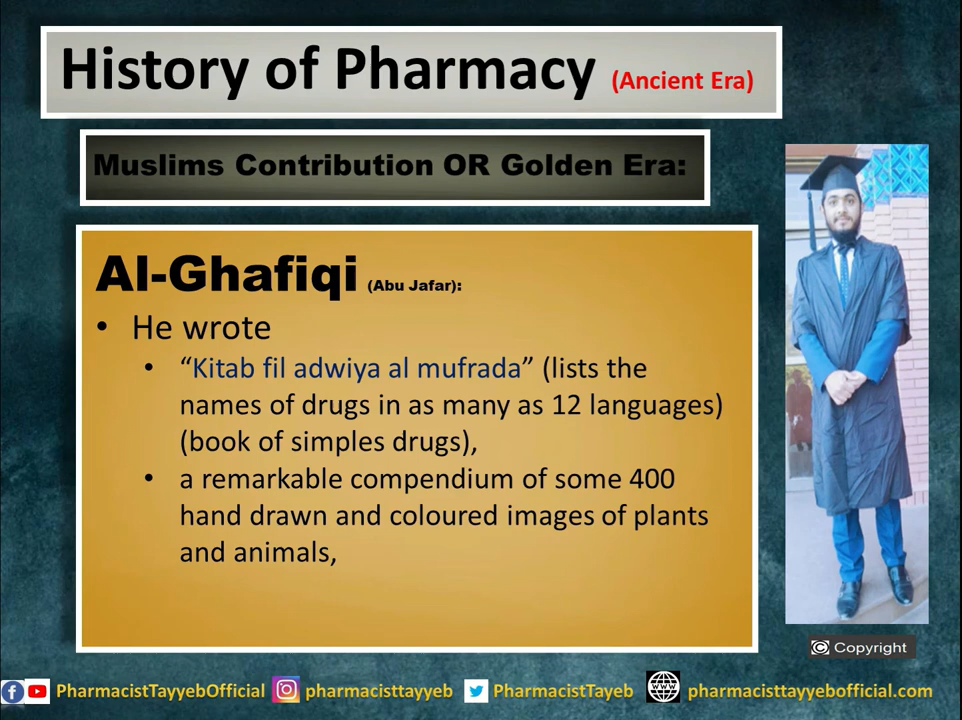 History of Pharmacy (Ancient Era)
Muslims Contribution OR Golden Era:
Al-Ghafiqi (Abu Jafar):
• He wrote
• “Kitab fil adwiya al mufrada” (lists the
names of drugs in as many as 12 languages)
(book of simples drugs),
• a remarkable compendium of some 400
hand drawn and coloured images of plants
and animals,
© Copyright
PharmacistTayyebOfficial pharmacisttayyeb PharmacistTayeb WWW pharmacisttayyebofficial.com